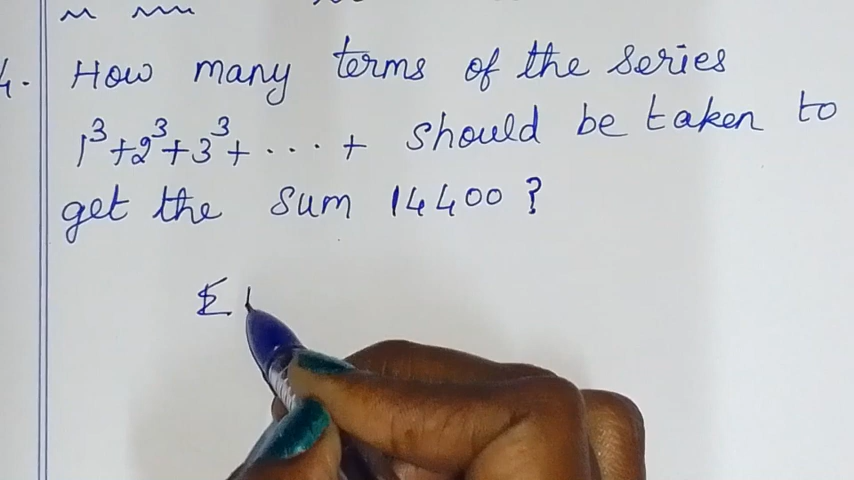 4. How many terms of the series
1³+2³+3³+ ... + should be taken to
get the sum 14400 ?
Σ